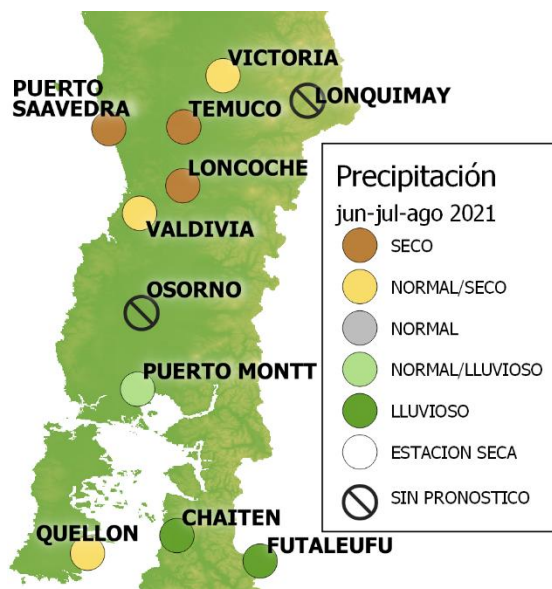 VICTORIA
PUERTO
SAAVEDRA
LONQUIMAY
TEMUCO
LONCOCHE
VALDIVIA
OSORNO
PUERTO MONTT
QUELLON
CHAITEN
FUTALEUFU
Precipitación
jun-jul-ago 2021
SECO
NORMAL/SECO
NORMAL
NORMAL/LLUVIOSO
LLUVIOSO
ESTACION SECA
SIN PRONOSTICO